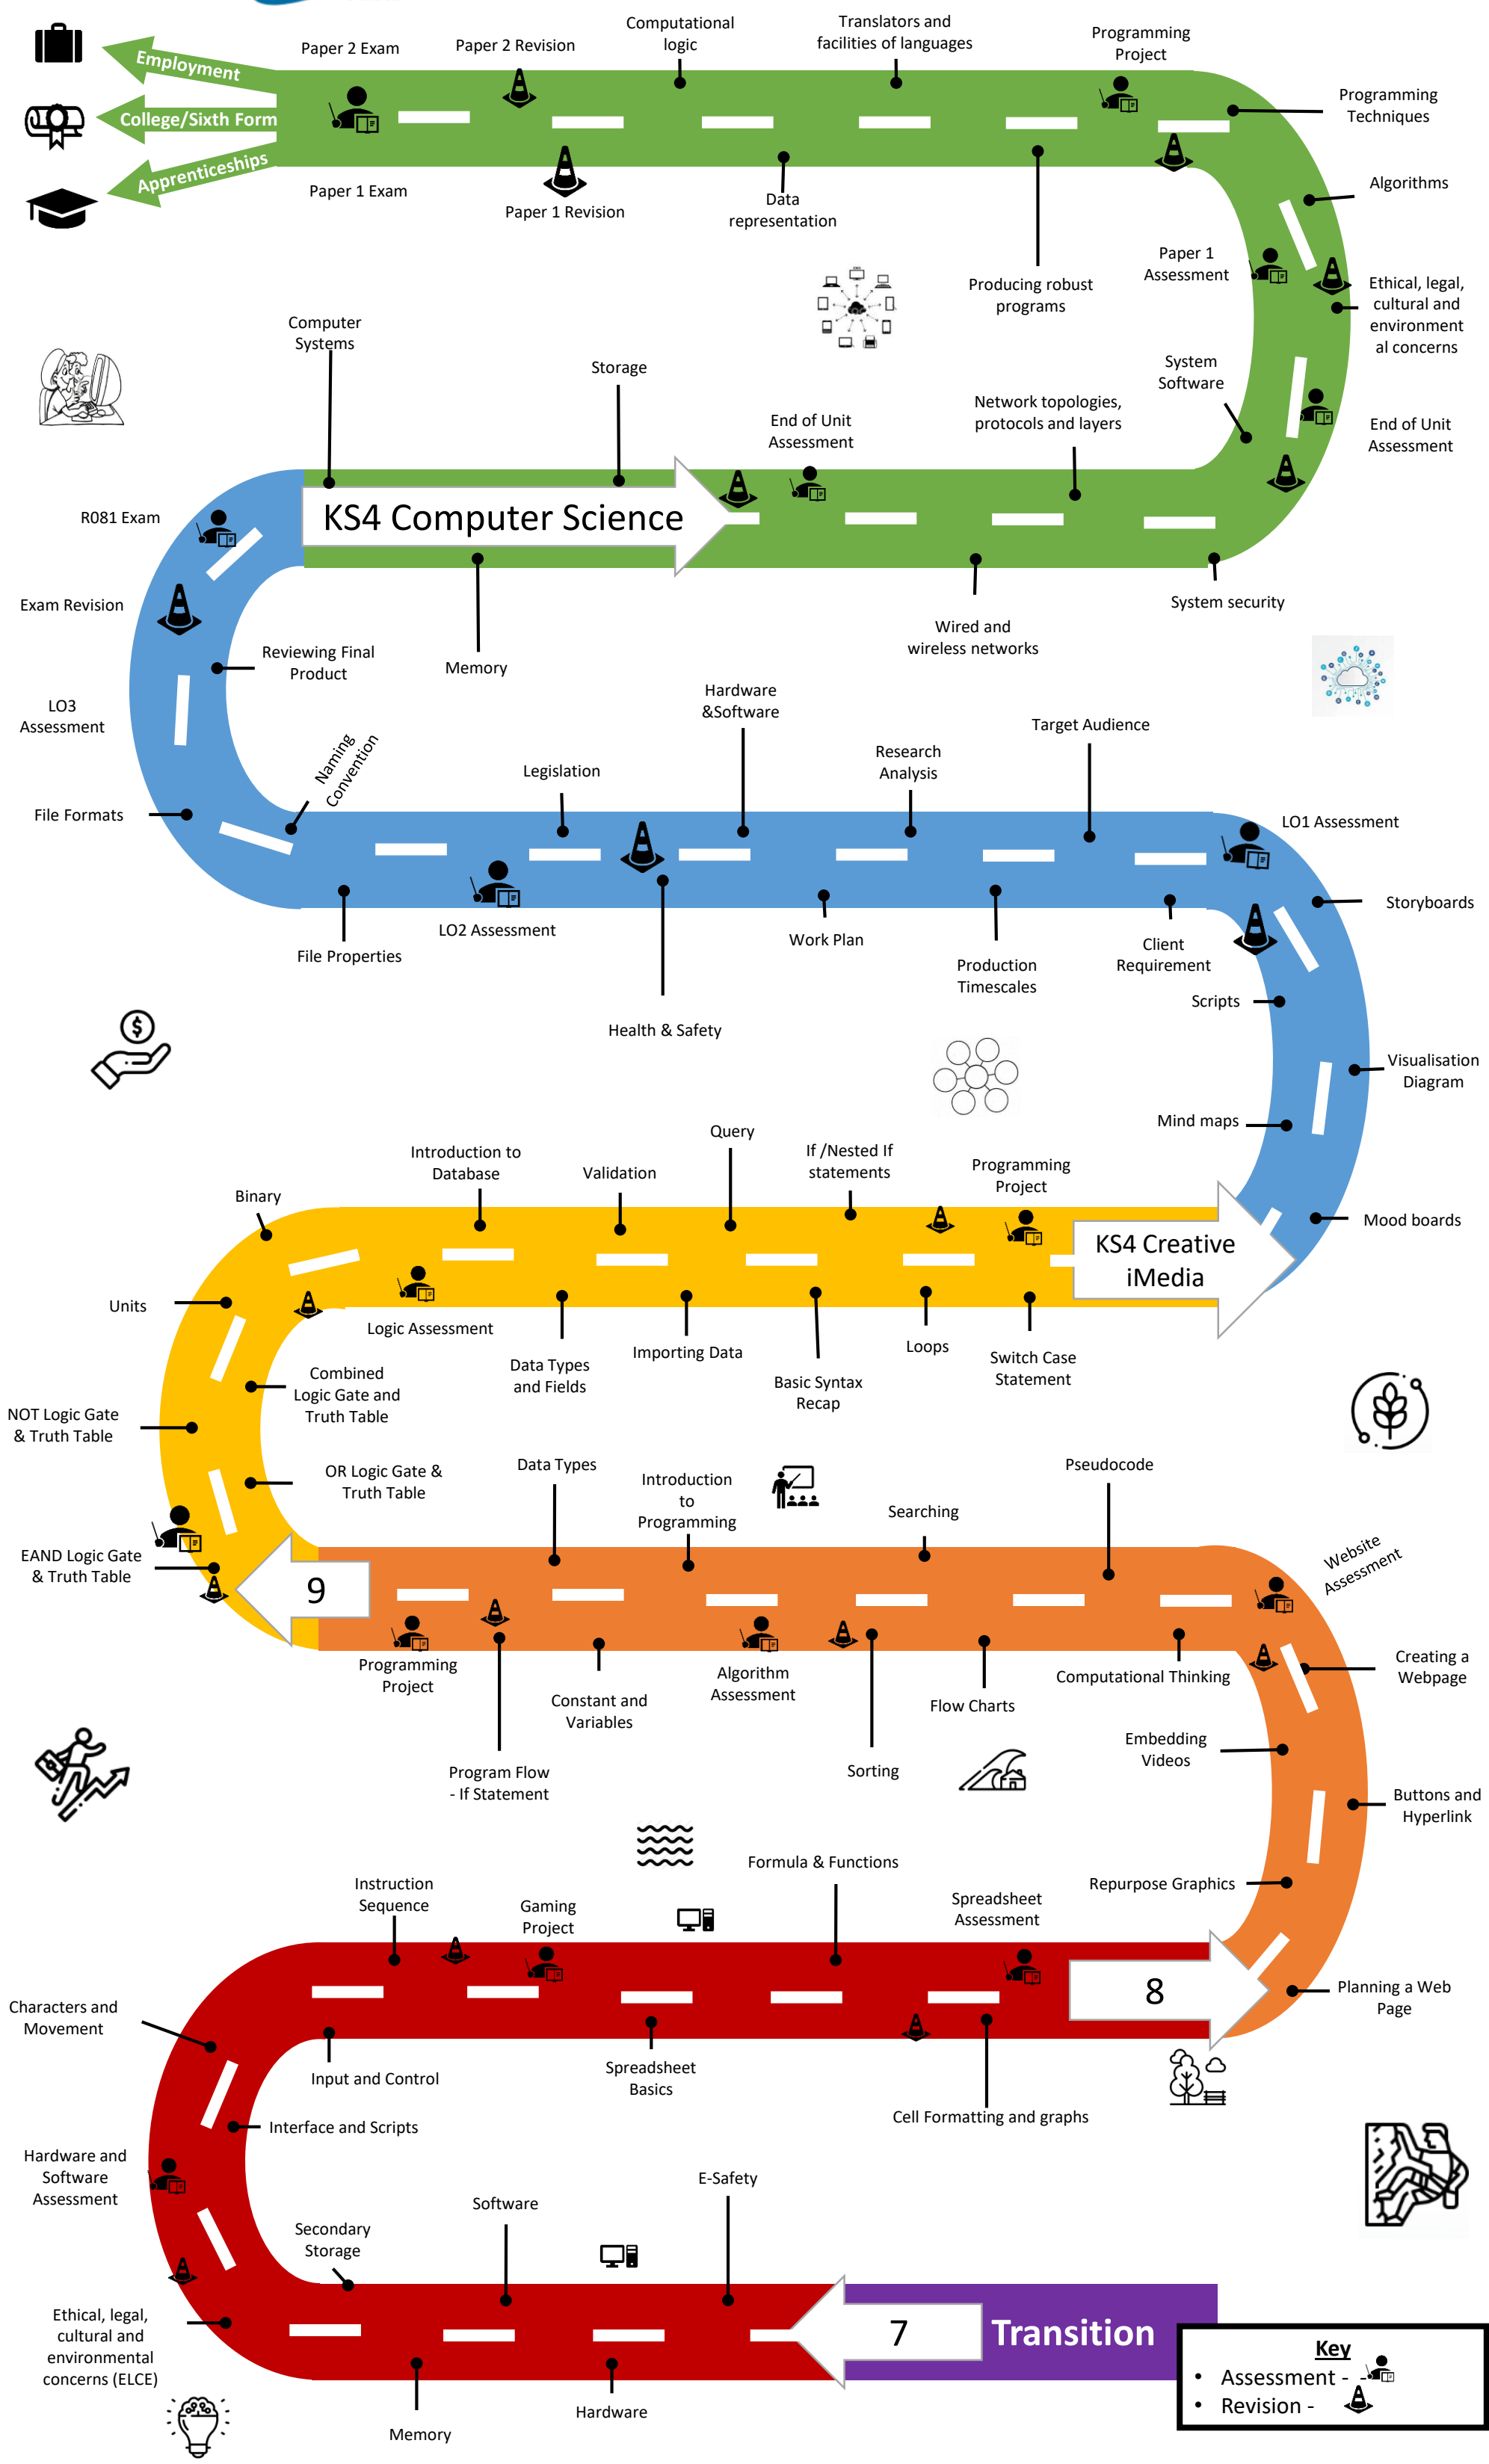 Computational
logic
Translators and
facilities of languages
Paper 2 Exam
Paper 2 Revision
Programming
Project
Employment
College/Sixth Form
Apprenticeships
Programming
Techniques
Paper 1 Exam
Paper 1 Revision
Data
representation
Algorithms
Producing robust
programs
Paper 1
Assessment
Ethical, legal,
cultural and
environment
al concerns
Computer
Systems
Storage
System
Software
End of Unit
Assessment
Network topologies,
protocols and layers
End of Unit
Assessment
R081 Exam
KS4 Computer Science
Exam Revision
System security
Wired and
wireless networks
Reviewing Final
Product
Memory
LO3
Assessment
Hardware
&Software
Target Audience
Naming
Convention
Legislation
Research
Analysis
File Formats
LO1 Assessment
Storyboards
LO2 Assessment
Work Plan
File Properties
Production
Timescales
Client
Requirement
Scripts
Health & Safety
Visualisation
Diagram
Mind maps
Query
Introduction to
Database
Validation
If /Nested If
statements
Programming
Project
Binary
Mood boards
KS4 Creative
iMedia
Units
Logic Assessment
Data Types
and Fields
Importing Data
Basic Syntax
Recap
Loops
Switch Case
Statement
Combined
Logic Gate and
Truth Table
NOT Logic Gate
& Truth Table
OR Logic Gate &
Truth Table
Data Types
Introduction
to
Programming
Searching
Pseudocode
EAND Logic Gate
& Truth Table
9
Website
Assessment
Programming
Project
Constant and
Variables
Algorithm
Assessment
Flow Charts
Computational Thinking
Creating a
Webpage
Program Flow
- If Statement
Sorting
Embedding
Videos
Buttons and
Hyperlink
Formula & Functions
Repurpose Graphics
Instruction
Sequence
Gaming
Project
Spreadsheet
Assessment
8
Planning a Web
Page
Characters and
Movement
Input and Control
Spreadsheet
Basics
Cell Formatting and graphs
Interface and Scripts
Hardware and
Software
Assessment
E-Safety
Software
Secondary
Storage
Ethical, legal,
cultural and
environmental
concerns (ELCE)
7
Transition
Memory
Hardware
Key
• Assessment - -
• Revision -